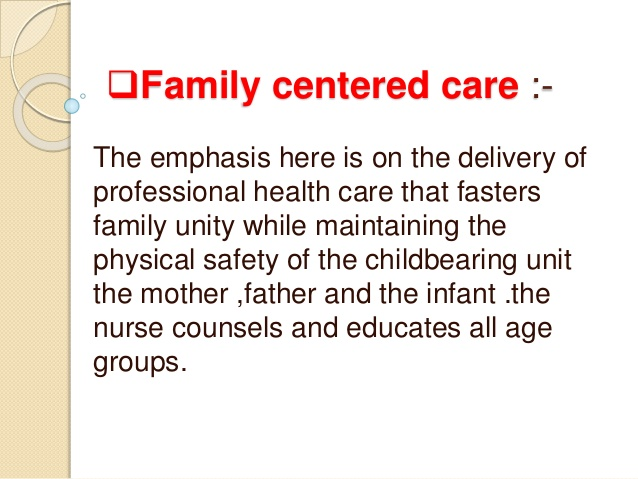 ❑Family centered care :-
The emphasis here is on the delivery of
professional health care that fasters
family unity while maintaining the
physical safety of the childbearing unit
the mother ,father and the infant .the
nurse counsels and educates all age
groups.